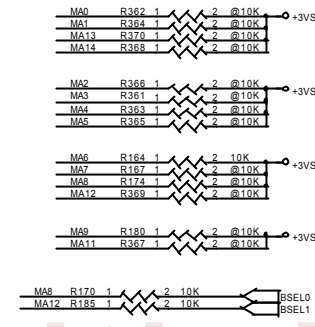 MA0 R362 1 2 @10K
MA1 R364 1 2 @10K +3VS
MA13 R370 1 2 @10K
MA14 R368 1 2 @10K
MA2 R366 1 2 @10K
MA3 R361 1 2 @10K +3VS
MA4 R363 1 2 @10K
MA5 R365 1 2 @10K
MA6 R164 1 2 10K
MA7 R167 1 2 @10K +3VS
MA8 R174 1 2 @10K
MA12 R369 1 2 @10K
MA9 R180 1 2 @10K
MA11 R367 1 2 @10K +3VS
MA8 R170 1 2 10K BSEL0
MA12 R185 1 2 10K BSEL1